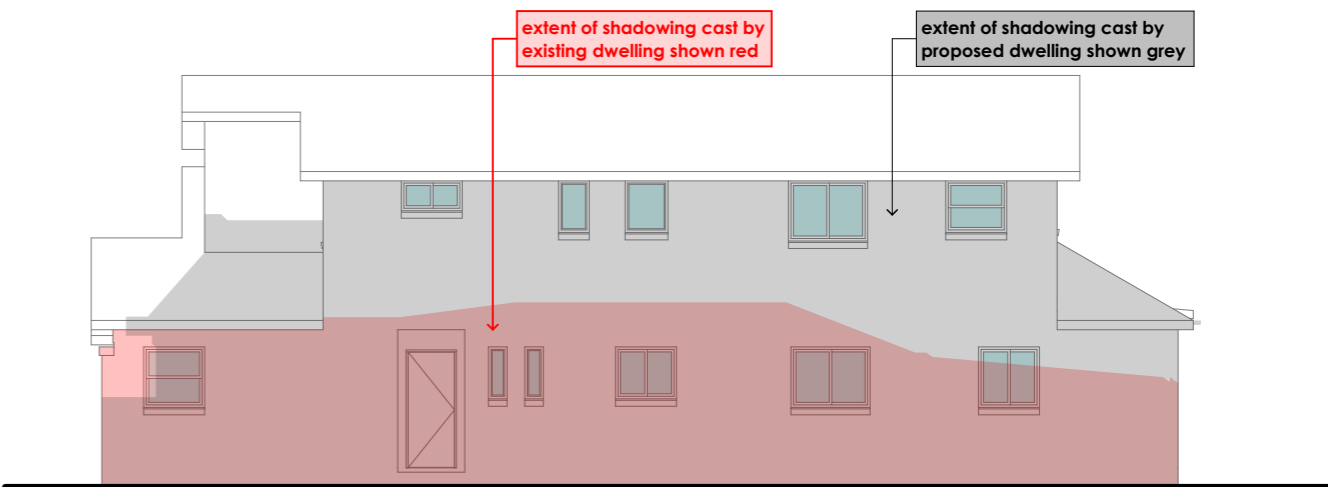 extent of shadowing cast by
existing dwelling shown red
extent of shadowing cast by
proposed dwelling shown grey